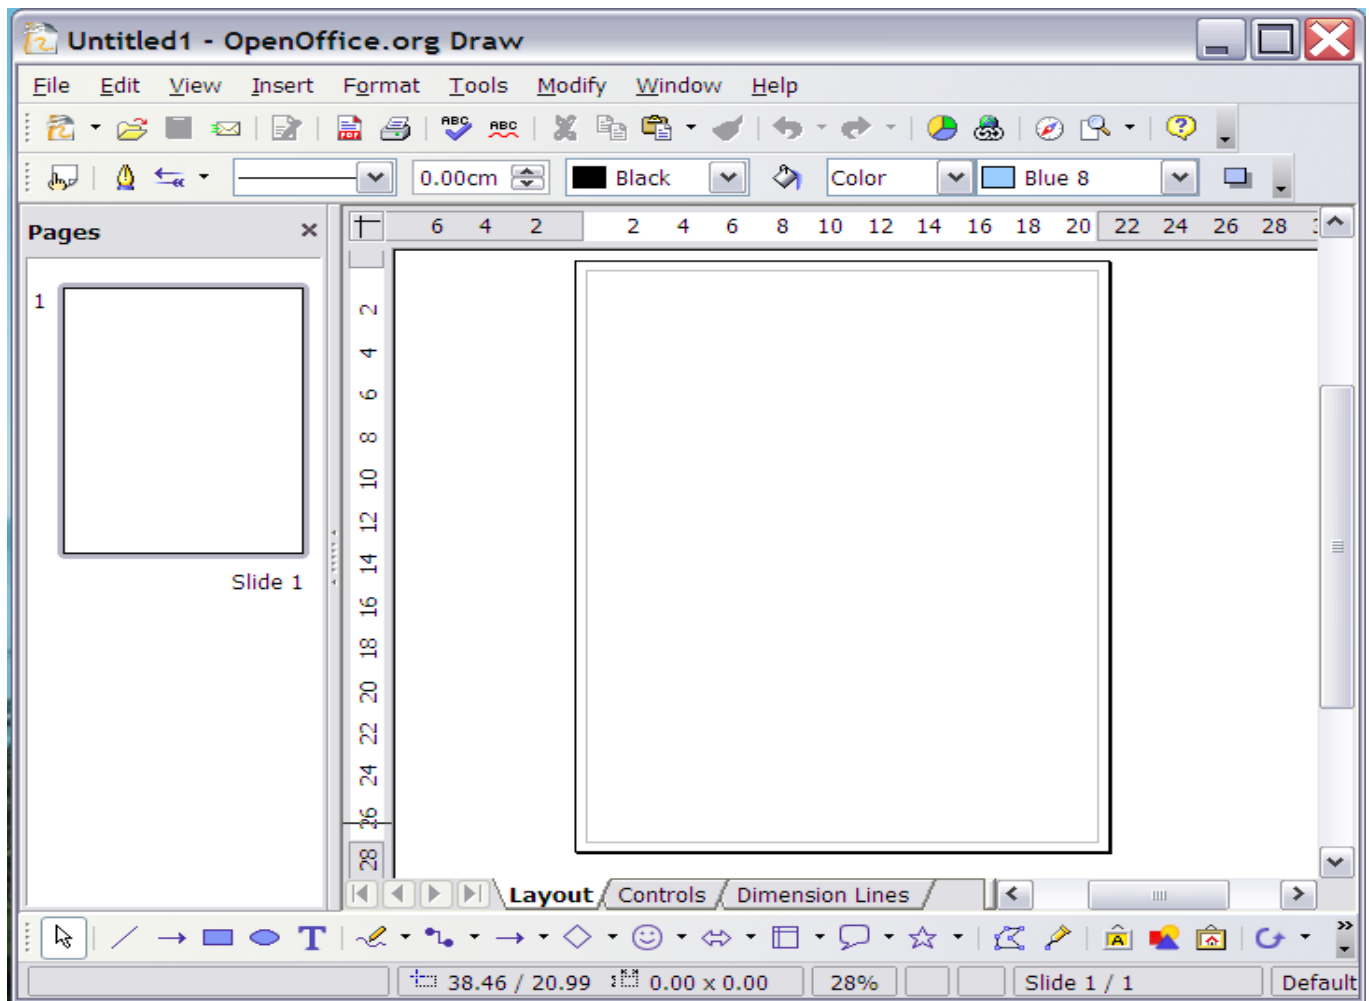 Untitled1 - OpenOffice.org Draw
File Edit View Insert Format Tools Modify Window Help
PDF ABC ABC
0.00cm Black Color Blue 8
Pages
6 4 2 2 4 6 8 10 12 14 16 18 20 22 24 26 28
1
Slide 1
2
4
6
8
10
12
14
16
18
20
22
24
26
28
Layout Controls Dimension Lines
T A
38.46 / 20.99 0.00 x 0.00 28% Slide 1 / 1 Default